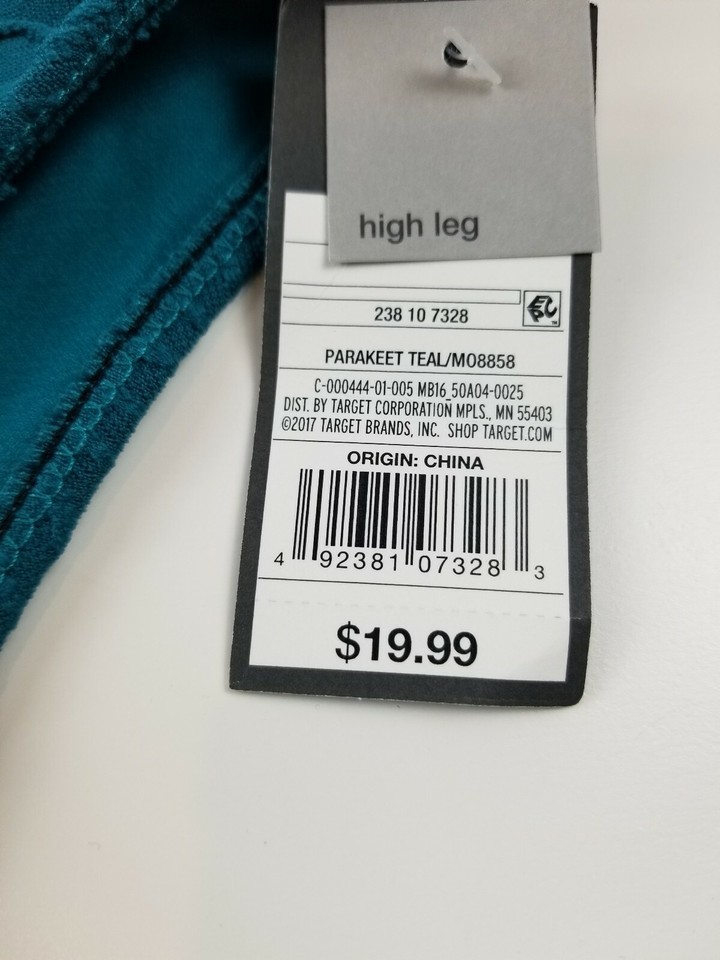 high leg
238 10 7328
EPC
PARAKEET TEAL/M08858
C-000444-01-005 MB16_50A04-0025
DIST. BY TARGET CORPORATION MPLS., MN 55403
©2017 TARGET BRANDS, INC. SHOP TARGET.COM
ORIGIN: CHINA
4 92381 07328 3
$19.99